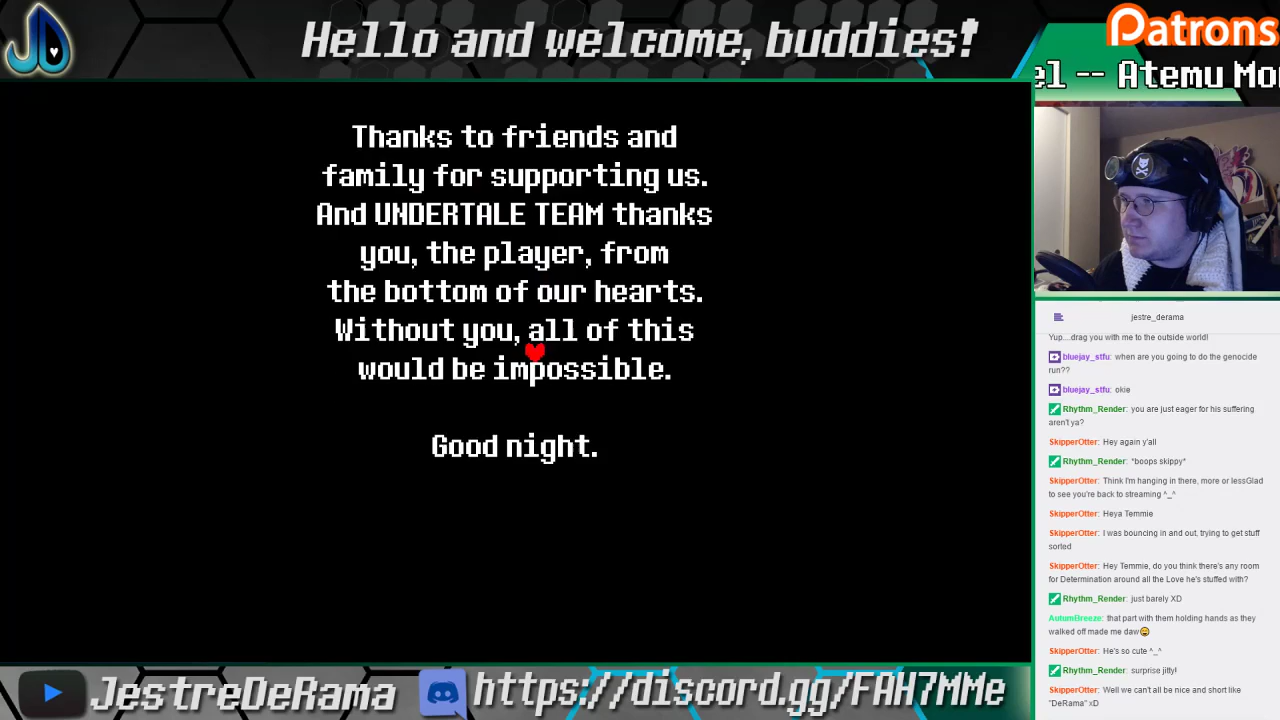 Hello and welcome, buddies!
Patrons
el -- Atemu Mo
Thanks to friends and
family for supporting us.
And UNDERTALE TEAM thanks
you, the player, from
the bottom of our hearts.
Without you, all of this
would be impossible.
Good night.
jestre_derama
Yup....drag you with me to the outside world!
bluejay_stfu: when are you going to do the genocide
run??
bluejay_stfu: okie
Rhythm_Render: you are just eager for his suffering
aren't ya?
SkipperOtter: Hey again y'all
Rhythm_Render: *boops skippy*
SkipperOtter: Think I'm hanging in there, more or lessGlad
to see you're back to streaming ^_^
SkipperOtter: Heya Temmie
SkipperOtter: I was bouncing in and out, trying to get stuff
sorted
SkipperOtter: Hey Temmie, do you think there's any room
for Determination around all the Love he's stuffed with?
Rhythm_Render: just barely XD
AutumBreeze: that part with them holding hands as they
walked off made me daw😄
SkipperOtter: He's so cute ^_^
Rhythm_Render: surprise jitty!
SkipperOtter: Well we can't all be nice and short like
"DeRama" xD
JestreDeRama
https://discord.gg/FAH7MMe